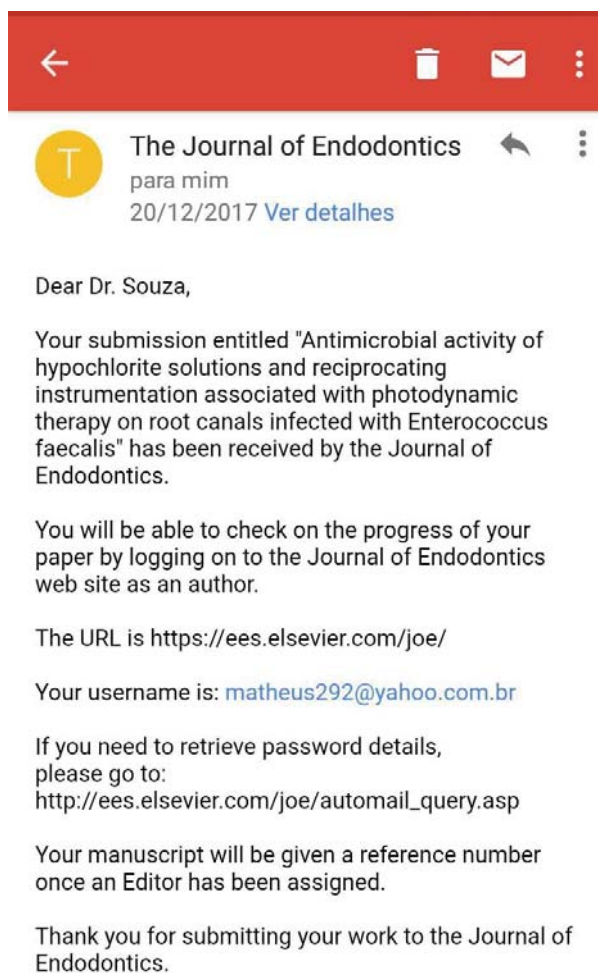 T
The Journal of Endodontics
para mim
20/12/2017 Ver detalhes
Dear Dr. Souza,
Your submission entitled "Antimicrobial activity of
hypochlorite solutions and reciprocating
instrumentation associated with photodynamic
therapy on root canals infected with Enterococcus
faecalis" has been received by the Journal of
Endodontics.
You will be able to check on the progress of your
paper by logging on to the Journal of Endodontics
web site as an author.
The URL is https://ees.elsevier.com/joe/
Your username is: matheus292@yahoo.com.br
If you need to retrieve password details,
please go to:
http://ees.elsevier.com/joe/automail_query.asp
Your manuscript will be given a reference number
once an Editor has been assigned.
Thank you for submitting your work to the Journal of
Endodontics.